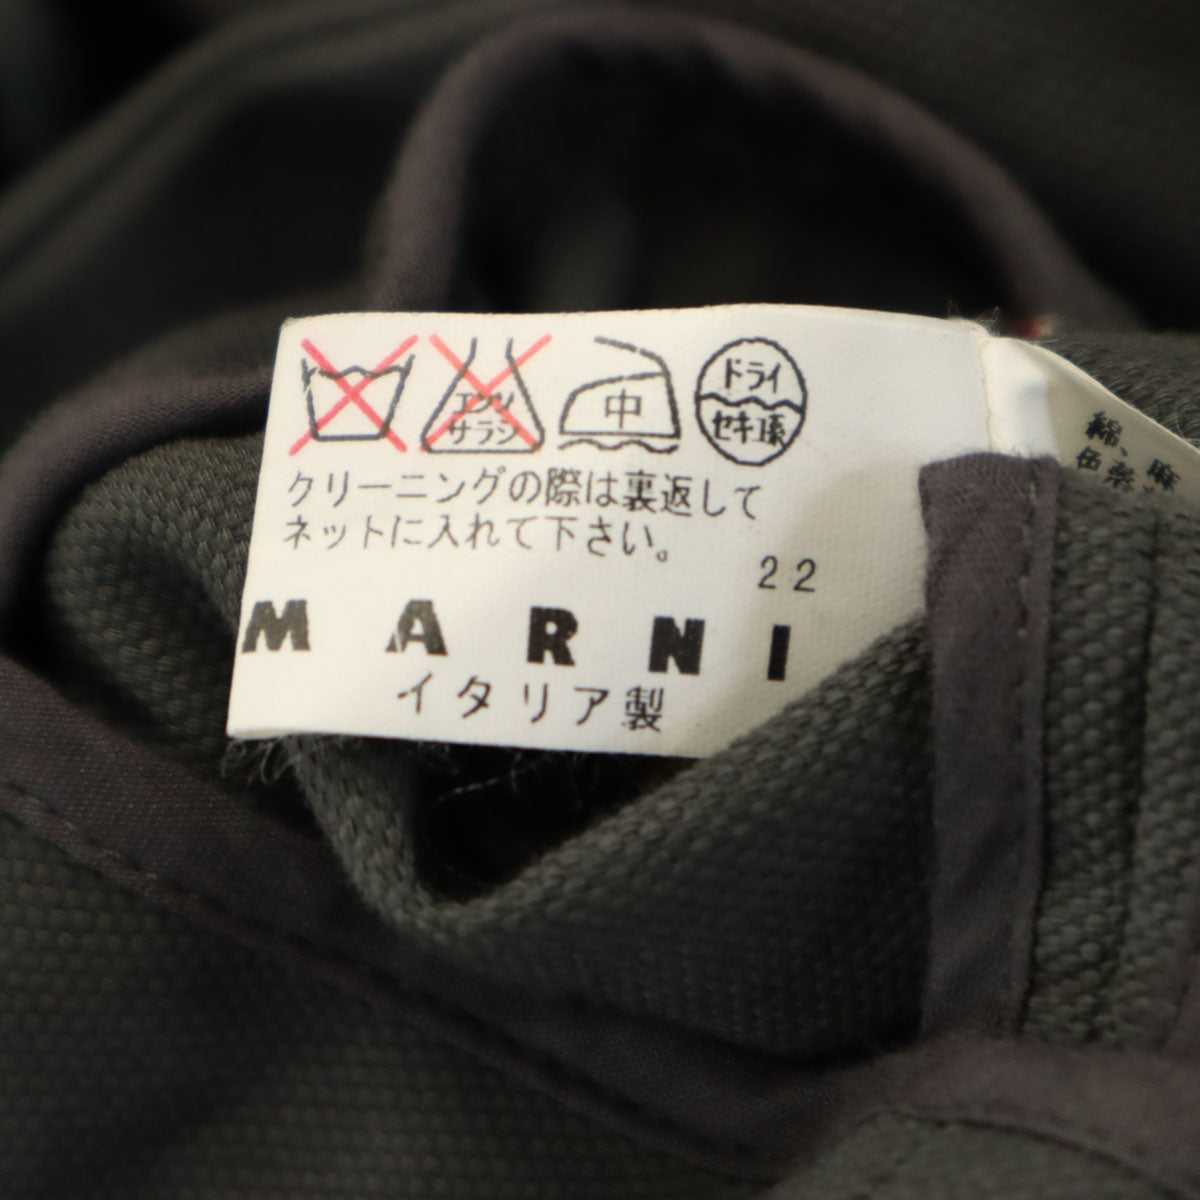 エンソ
サラシ
中
ドライ
セキユ系
クリーニングの際は裏返して
ネットに入れて下さい。
22
MARNI
イタリア製
綿、麻